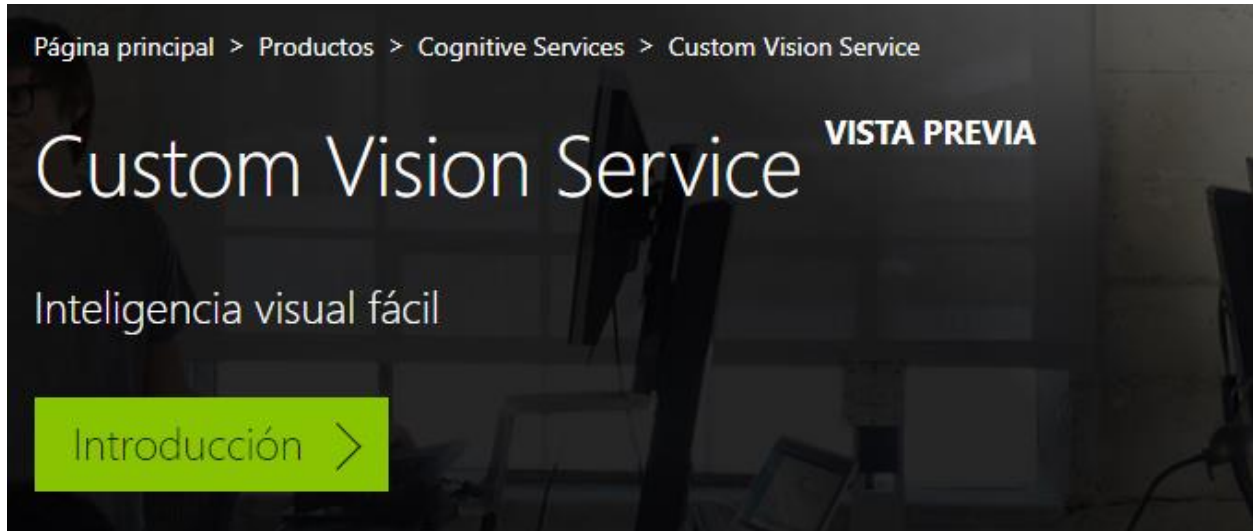 Página principal > Productos > Cognitive Services > Custom Vision Service
Custom Vision Service VISTA PREVIA
Inteligencia visual fácil
Introducción >